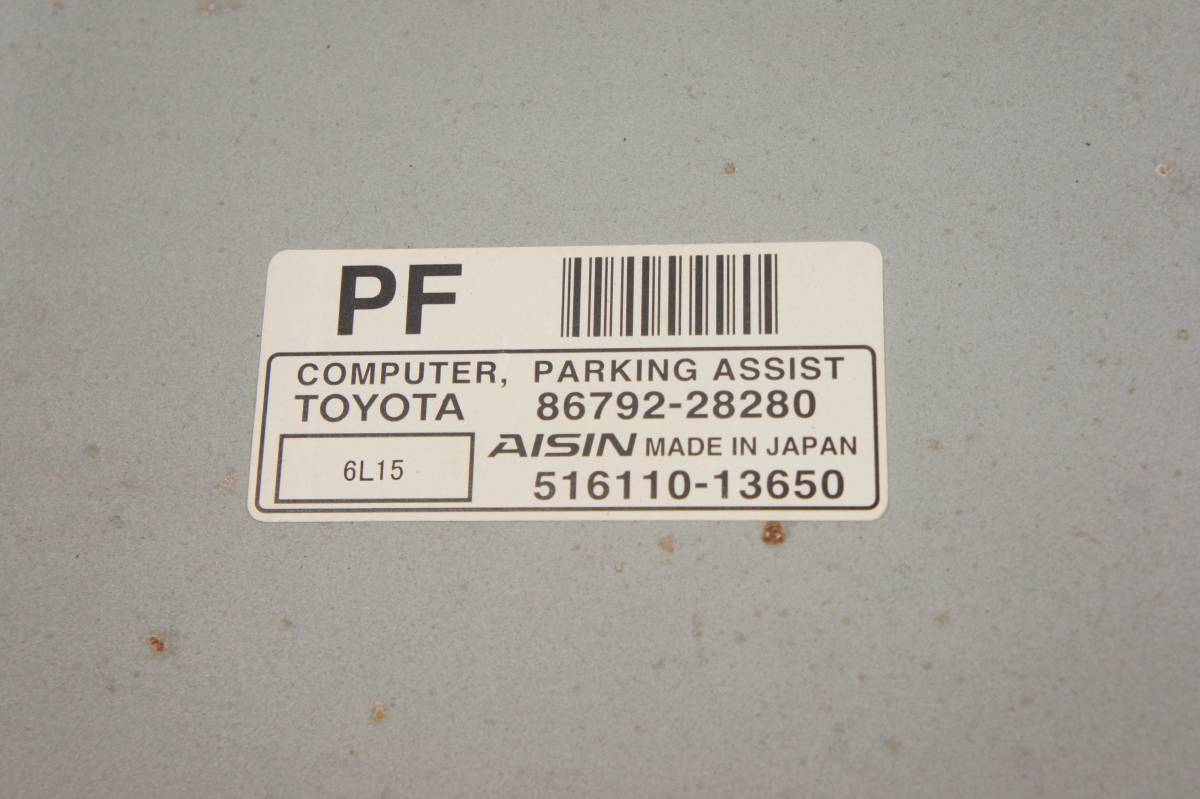 PF
COMPUTER, PARKING ASSIST
TOYOTA 86792-28280
6L15
AISIN MADE IN JAPAN
516110-13650